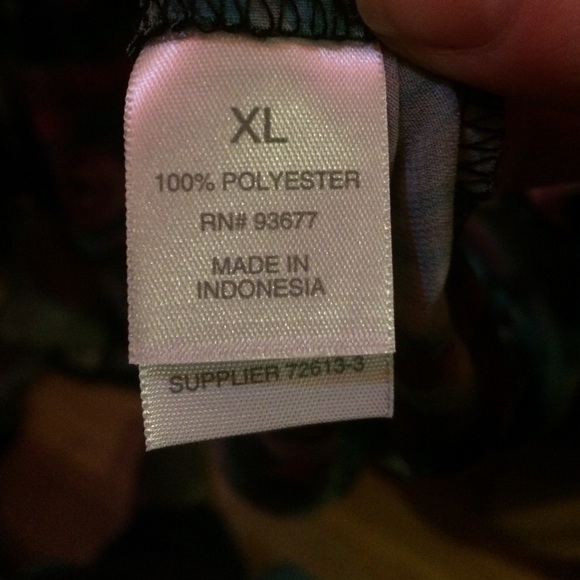 XL
100% POLYESTER
RN# 93677
MADE IN
INDONESIA
SUPPLIER 72613-3